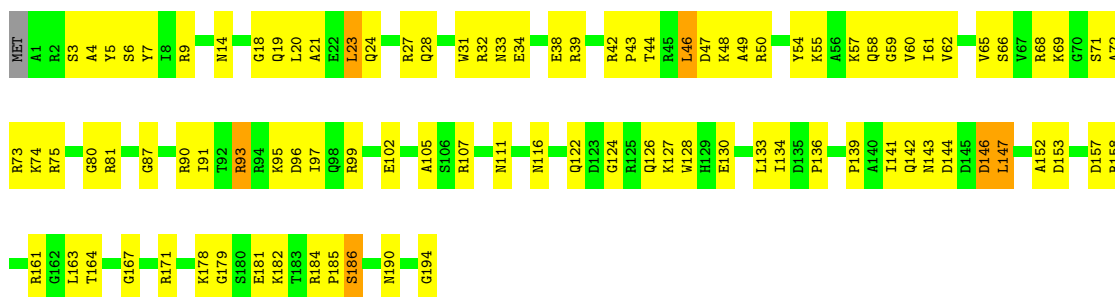 MET A1 R2 S3 A4 Y5 S6 Y7 I8 R9 N14 G18 Q19 L20 A21 E22 L23 Q24 R27 Q28 W31 R32 N33 E34 E38 R39 R42 P43 T44 R45 L46 D47 K48 A49 R50 Y54 K55 A56 K57 Q58 G59 V60 I61 V62 V65 S66 V67 R68 K69 G70 S71 A72
R73 K74 R75 G80 R81 G87 R90 I91 T92 R93 R94 K95 D96 I97 Q98 R99 E102 A105 S106 R107 N111 N116 Q122 D123 G124 R125 Q126 K127 W128 H129 E130 L133 I134 D135 P136 P139 A140 I141 Q142 N143 D144 D145 D146 L147 A152 D153 D157 R158
R161 G162 L163 T164 G167 R171 K178 G179 S180 E181 K182 T183 R184 P185 S186 N190 G194